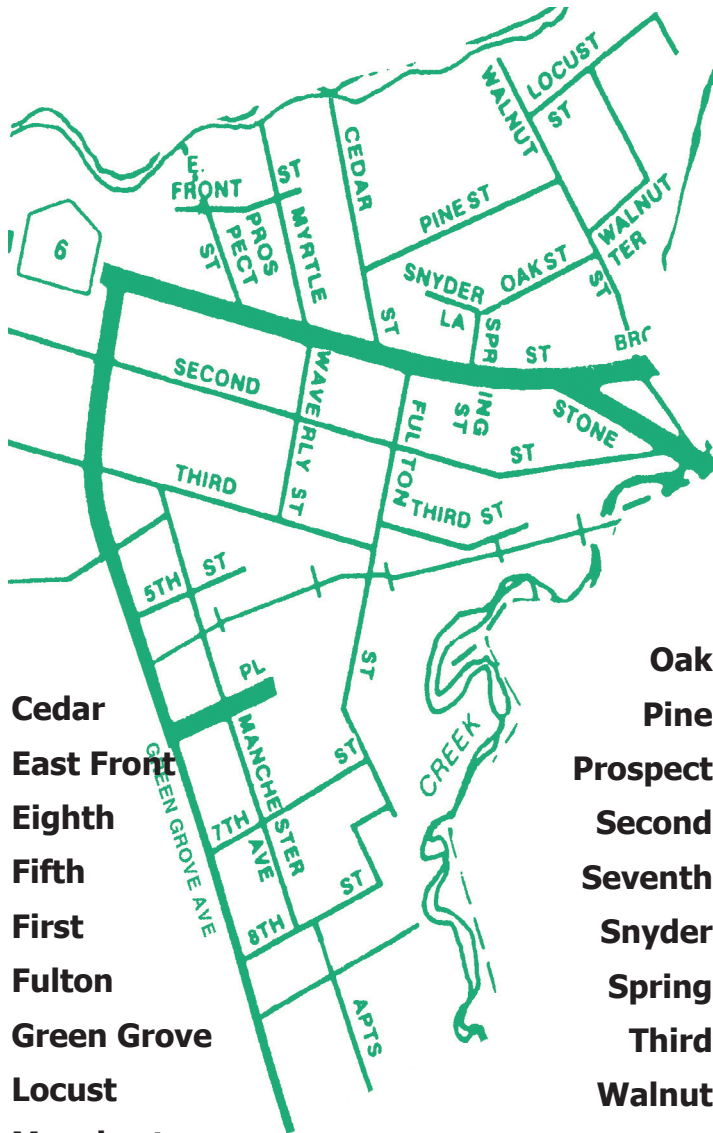 LOCUST
ST
WALNUT
CEDAR
E.
FRONT
ST
PINE ST
WALNUT
TER
PROS
PECT
ST
MYRTLE
6
SNYDER
LA
OAK ST
ST
ST
SPRING
ST
ST
SECOND
WAVERLY ST
FULTON
STONE
ST
THIRD
THIRD ST
5TH
ST
ST
PL
Oak
Cedar
Pine
MANCHESTER
AVE
CREEK
East Front
GREEN GROVE AVE
Prospect
ST
Eighth
7TH
Second
Fifth
ST
Seventh
First
8TH
Snyder
Fulton
Spring
Green Grove
APTS
Third
Locust
Walnut